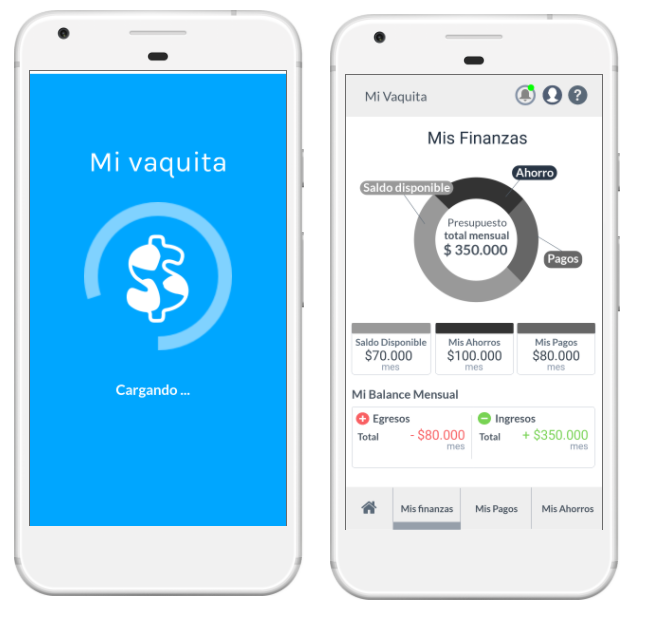 Mi vaquita
$
Cargando ...
Mi Vaquita
?
Mis Finanzas
Ahorro
Saldo disponible
Presupuesto
total mensual
$ 350.000
Pagos
Saldo Disponible
$70.000
mes
Mis Ahorros
$100.000
mes
Mis Pagos
$80.000
mes
Mi Balance Mensual
Egresos
Total - $80.000
mes
Ingresos
Total + $350.000
mes
Mis finanzas
Mis Pagos
Mis Ahorros